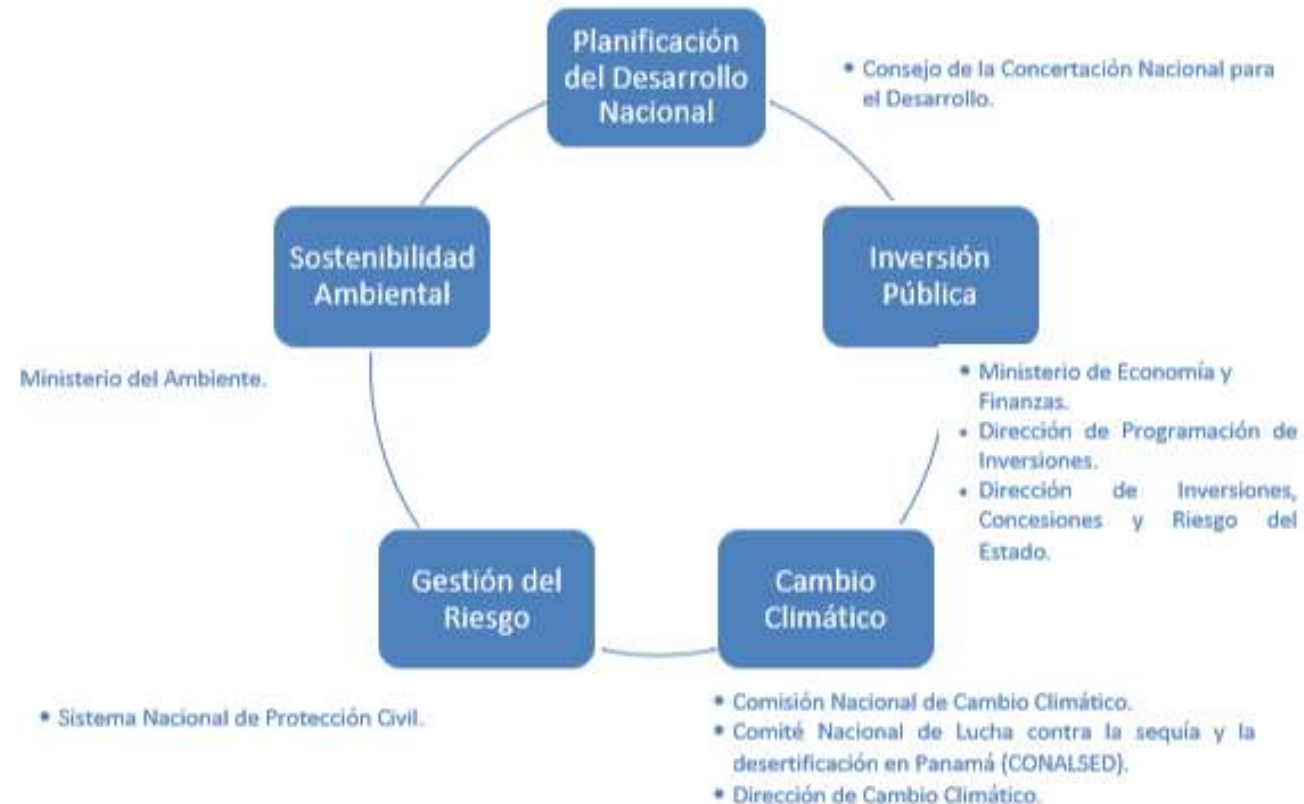 Planificación
del Desarrollo
Nacional
• Consejo de la Concertación Nacional para
el Desarrollo.
Sostenibilidad
Ambiental
Inversión
Pública
Ministerio del Ambiente.
• Ministerio de Economía y
Finanzas.
• Dirección de Programación de
Inversiones.
• Dirección de Inversiones,
Concesiones y Riesgo del
Estado.
Gestión del
Riesgo
Cambio
Climático
• Sistema Nacional de Protección Civil.
• Comisión Nacional de Cambio Climático.
• Comité Nacional de Lucha contra la sequía y la
desertificación en Panamá (CONALSED).
• Dirección de Cambio Climático.